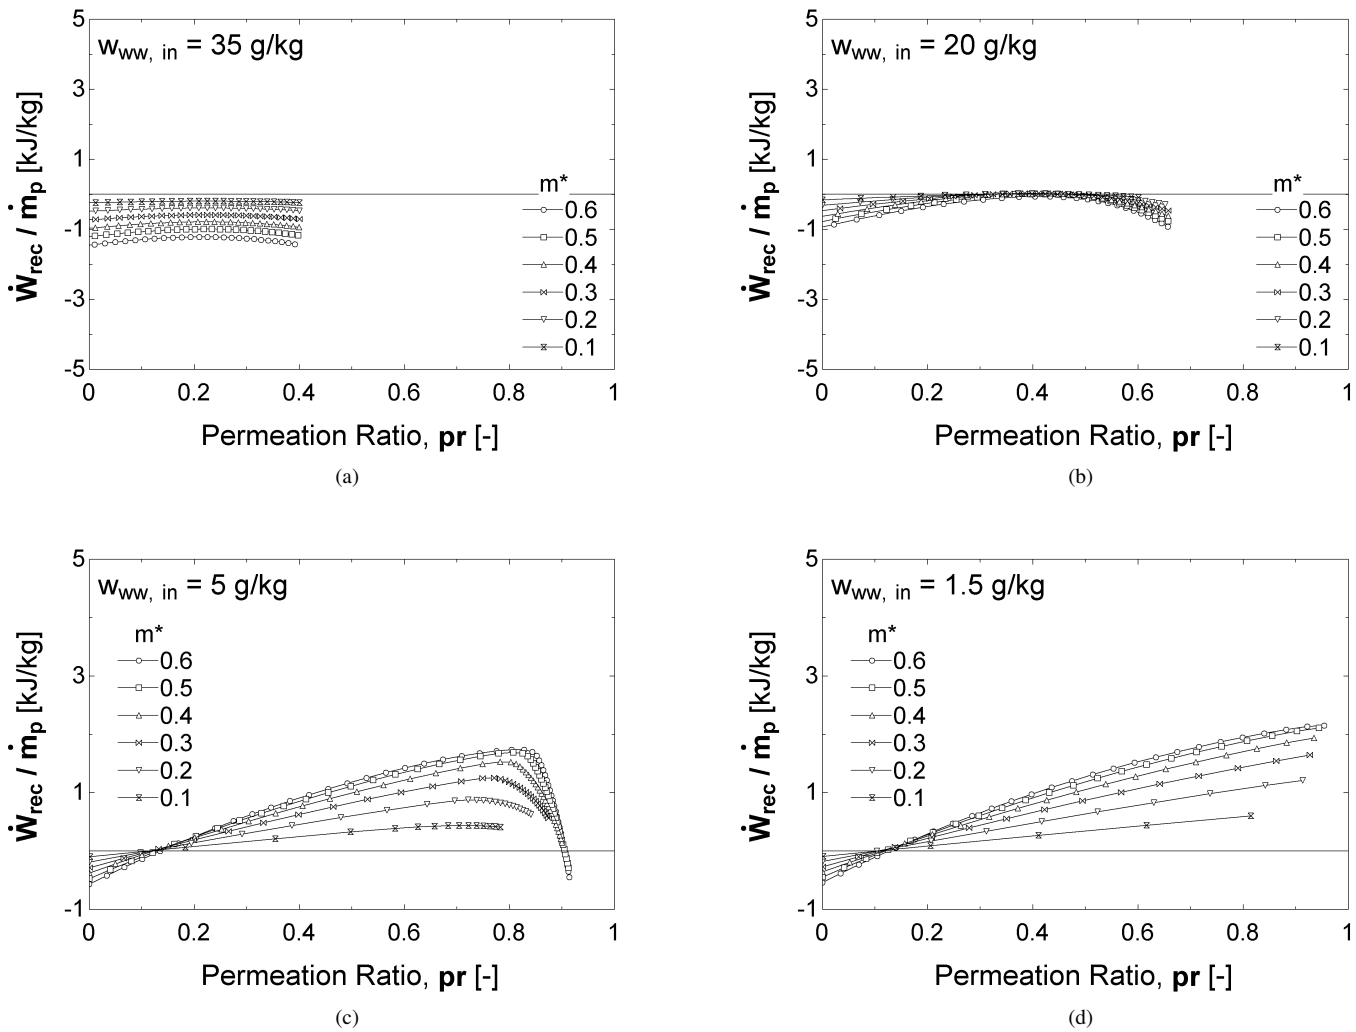 w_ww, in = 35 g/kg
5
3
1
-1
-3
-5
Ẇ_rec / ṁ_p [kJ/kg]
m*
0.6
0.5
0.4
0.3
0.2
0.1
0 0.2 0.4 0.6 0.8 1
Permeation Ratio, pr [-]
(a)
w_ww, in = 20 g/kg
5
3
1
-1
-3
-5
Ẇ_rec / ṁ_p [kJ/kg]
m*
0.6
0.5
0.4
0.3
0.2
0.1
0 0.2 0.4 0.6 0.8 1
Permeation Ratio, pr [-]
(b)
w_ww, in = 5 g/kg
5
3
1
-1
Ẇ_rec / ṁ_p [kJ/kg]
m*
0.6
0.5
0.4
0.3
0.2
0.1
0 0.2 0.4 0.6 0.8 1
Permeation Ratio, pr [-]
(c)
w_ww, in = 1.5 g/kg
5
3
1
-1
Ẇ_rec / ṁ_p [kJ/kg]
m*
0.6
0.5
0.4
0.3
0.2
0.1
0 0.2 0.4 0.6 0.8 1
Permeation Ratio, pr [-]
(d)